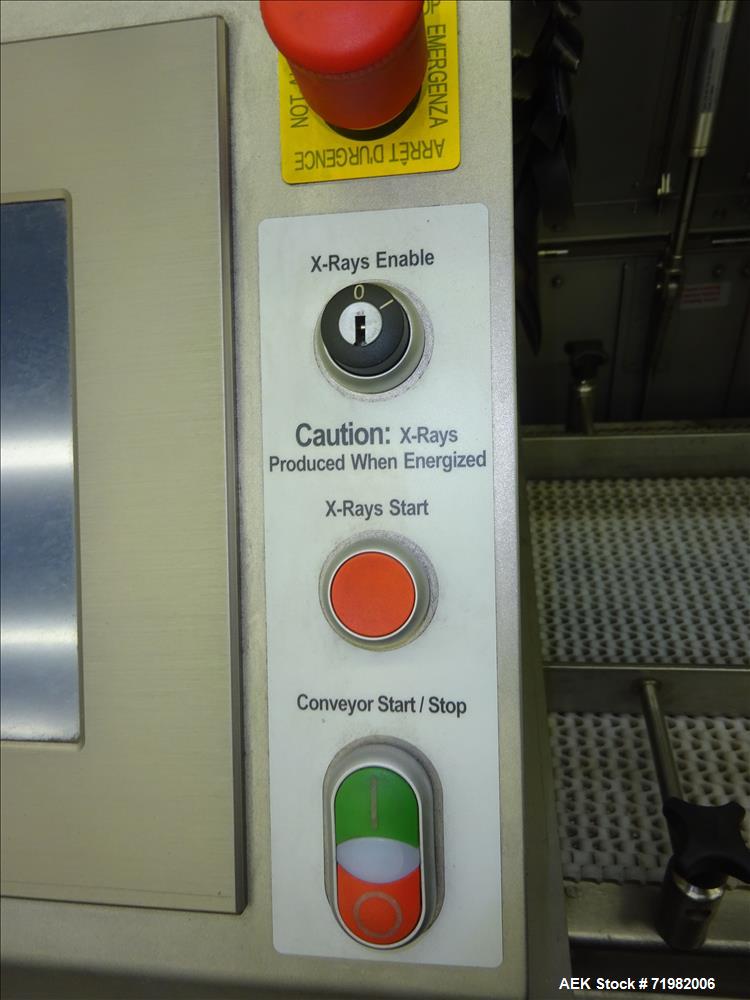 EMERGENZA
ARRÊT D'URGENCE
NOT
X-Rays Enable
0
Caution: X-Rays
Produced When Energized
X-Rays Start
Conveyor Start / Stop
AEK Stock # 71982006